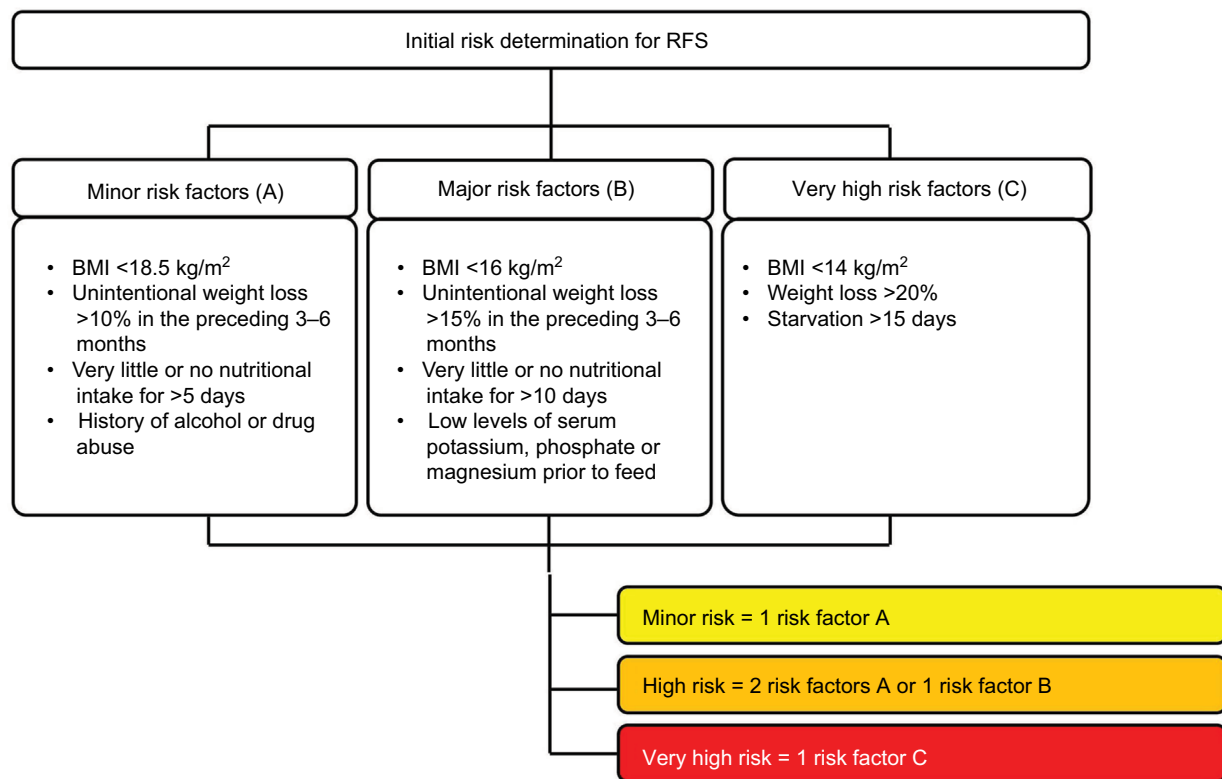 Initial risk determination for RFS
Minor risk factors (A)
• BMI <18.5 kg/m²
• Unintentional weight loss
>10% in the preceding 3–6
months
• Very little or no nutritional
intake for >5 days
• History of alcohol or drug
abuse
Major risk factors (B)
• BMI <16 kg/m²
• Unintentional weight loss
>15% in the preceding 3–6
months
• Very little or no nutritional
intake for >10 days
• Low levels of serum
potassium, phosphate or
magnesium prior to feed
Very high risk factors (C)
• BMI <14 kg/m²
• Weight loss >20%
• Starvation >15 days
Minor risk = 1 risk factor A
High risk = 2 risk factors A or 1 risk factor B
Very high risk = 1 risk factor C